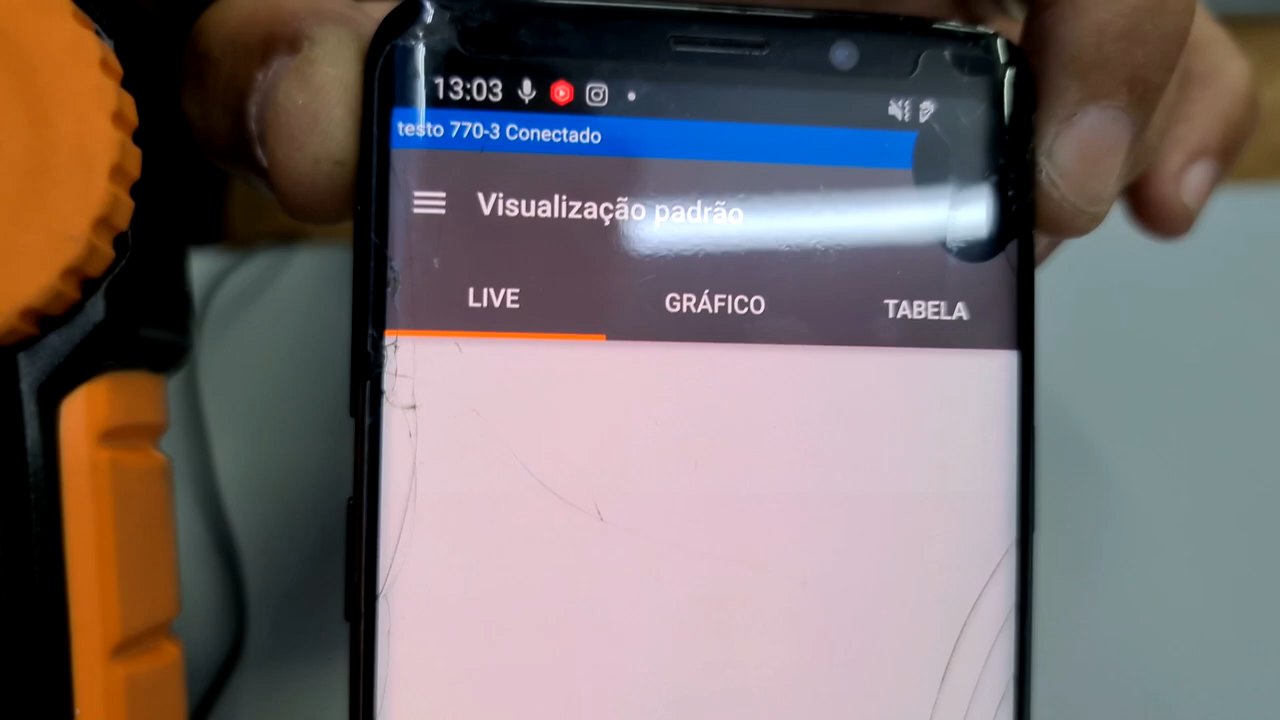 13:03
testo 770-3 Conectado
Visualização padrão
LIVE
GRÁFICO
TABELA